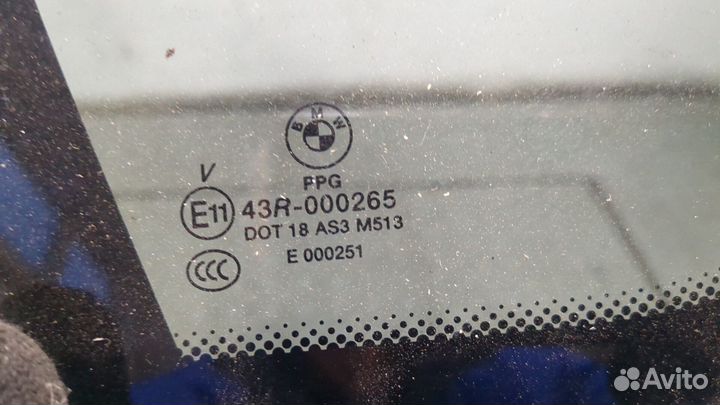 BMW
PPG
V
E11 43R-000265
DOT 18 AS3 M513
CCC E 000251
Avito